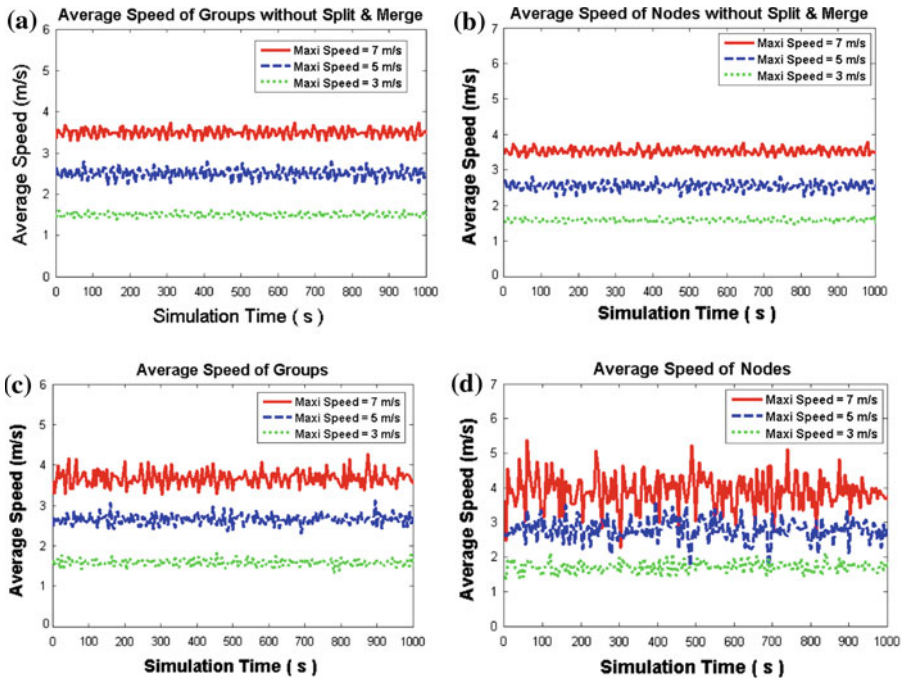 (a)
Average Speed of Groups without Split & Merge
Maxi Speed = 7 m/s
Maxi Speed = 5 m/s
Maxi Speed = 3 m/s
Average Speed (m/s)
6
5
4
3
2
1
0
0 100 200 300 400 500 600 700 800 900 1000
Simulation Time ( s )
(b)
Average Speed of Nodes without Split & Merge
Maxi Speed = 7 m/s
Maxi Speed = 5 m/s
Maxi Speed = 3 m/s
Average Speed (m/s)
7
6
5
4
3
2
1
0
0 100 200 300 400 500 600 700 800 900 1000
Simulation Time ( s )
(c)
Average Speed of Groups
Maxi Speed = 7 m/s
Maxi Speed = 5 m/s
Maxi Speed = 3 m/s
Average Speed (m/s)
6
5
4
3
2
1
0
0 100 200 300 400 500 600 700 800 900 1000
Simulation Time ( s )
(d)
Average Speed of Nodes
Maxi Speed = 7 m/s
Maxi Speed = 5 m/s
Maxi Speed = 3 m/s
Average Speed (m/s)
7
6
5
4
3
2
1
0
0 100 200 300 400 500 600 700 800 900 1000
Simulation Time ( s )